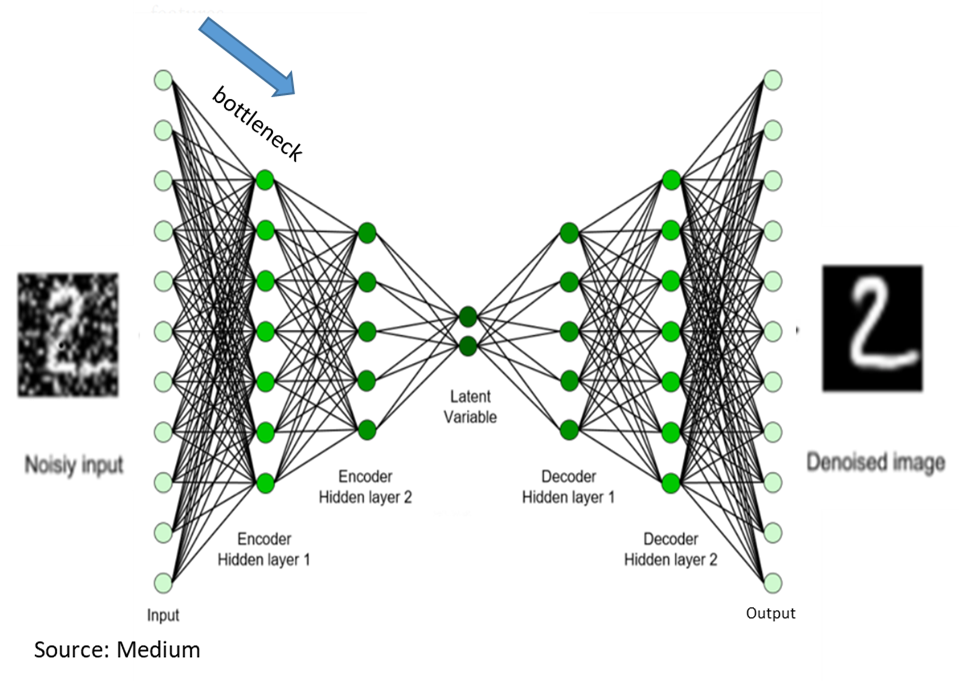 bottleneck
Noisiy input
Denoised image
Latent
Variable
Encoder
Hidden layer 2
Decoder
Hidden layer 1
Encoder
Hidden layer 1
Decoder
Hidden layer 2
Input
Output
Source: Medium